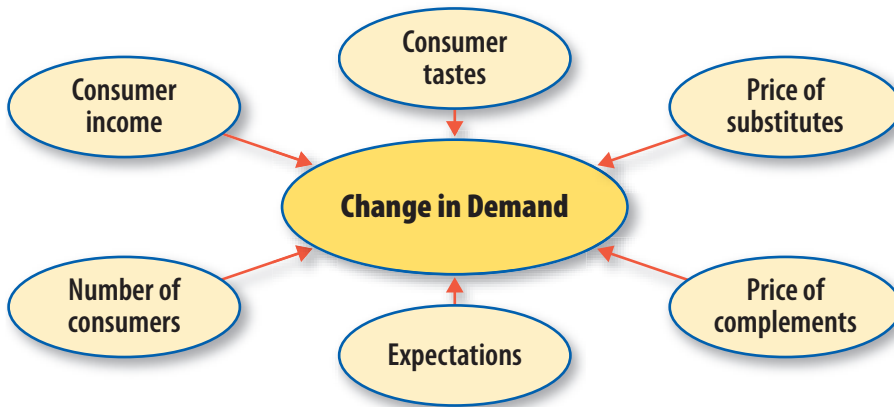 Consumer
tastes
Consumer
income
Price of
substitutes
Change in Demand
Number of
consumers
Price of
complements
Expectations